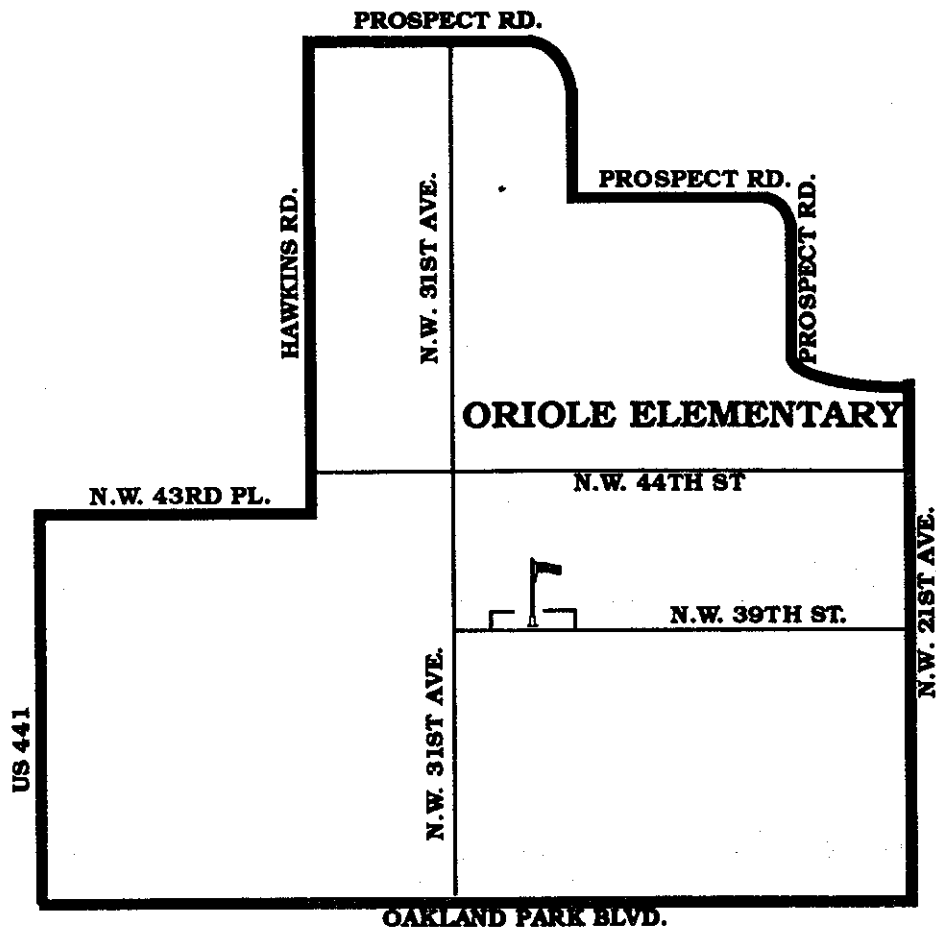 PROSPECT RD.
PROSPECT RD.
PROSPECT RD.
HAWKINS RD.
N.W. 31ST AVE.
ORIOLE ELEMENTARY
N.W. 44TH ST
N.W. 43RD PL.
N.W. 39TH ST.
N.W. 21ST AVE.
N.W. 31ST AVE.
US 441
OAKLAND PARK BLVD.